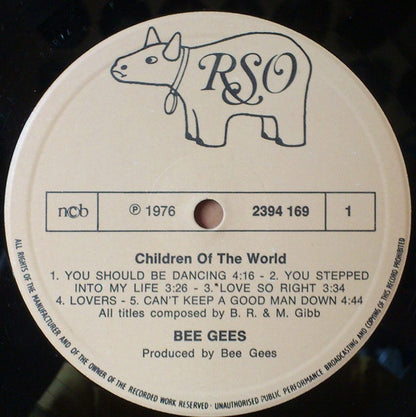 RSO
ncb
℗ 1976
2394 169
1
Children Of The World
1. YOU SHOULD BE DANCING 4:16 - 2. YOU STEPPED
INTO MY LIFE 3:26 - 3.*LOVE SO RIGHT 3:34
4. LOVERS - 5. CAN'T KEEP A GOOD MAN DOWN 4:44
All titles composed by B. R. & M. Gibb
BEE GEES
Produced by Bee Gees
ALL RIGHTS OF THE MANUFACTURER AND OF THE OWNER OF THE RECORDED WORK RESERVED · UNAUTHORISED PUBLIC PERFORMANCE BROADCASTING AND COPYING OF THIS RECORD PROHIBITED